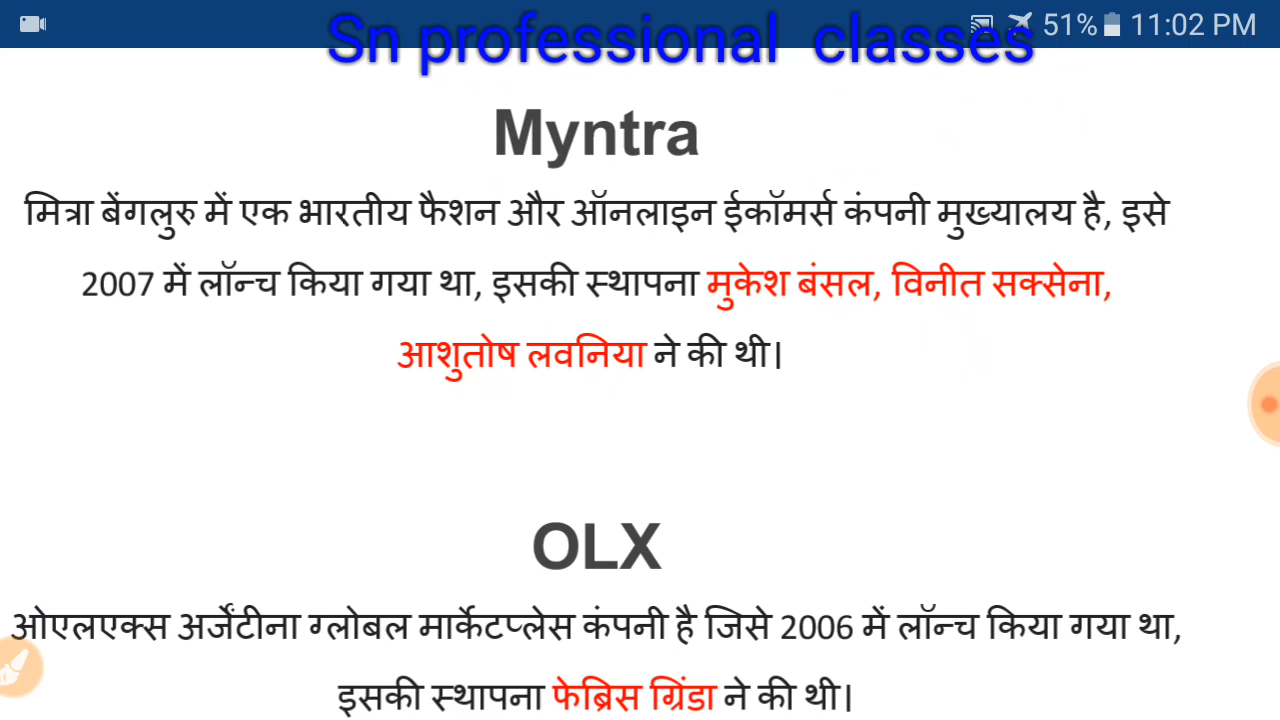 Sn professional classes
51% 11:02 PM
Myntra
मित्रा बेंगलुरु में एक भारतीय फैशन और ऑनलाइन ईकॉमर्स कंपनी मुख्यालय है, इसे
2007 में लॉन्च किया गया था, इसकी स्थापना मुकेश बंसल, विनीत सक्सेना,
आशुतोष लवनिया ने की थी।
OLX
ओएलएक्स अर्जेंटीना ग्लोबल मार्केटप्लेस कंपनी है जिसे 2006 में लॉन्च किया गया था,
इसकी स्थापना फेब्रिस ग्रिंडा ने की थी।